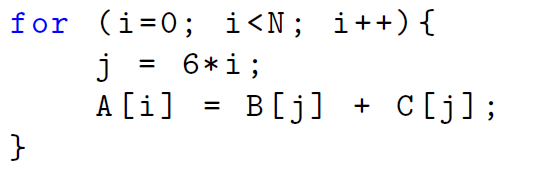 for (i=0; i<N; i++){
    j = 6*i;
    A[i] = B[j] + C[j];
}